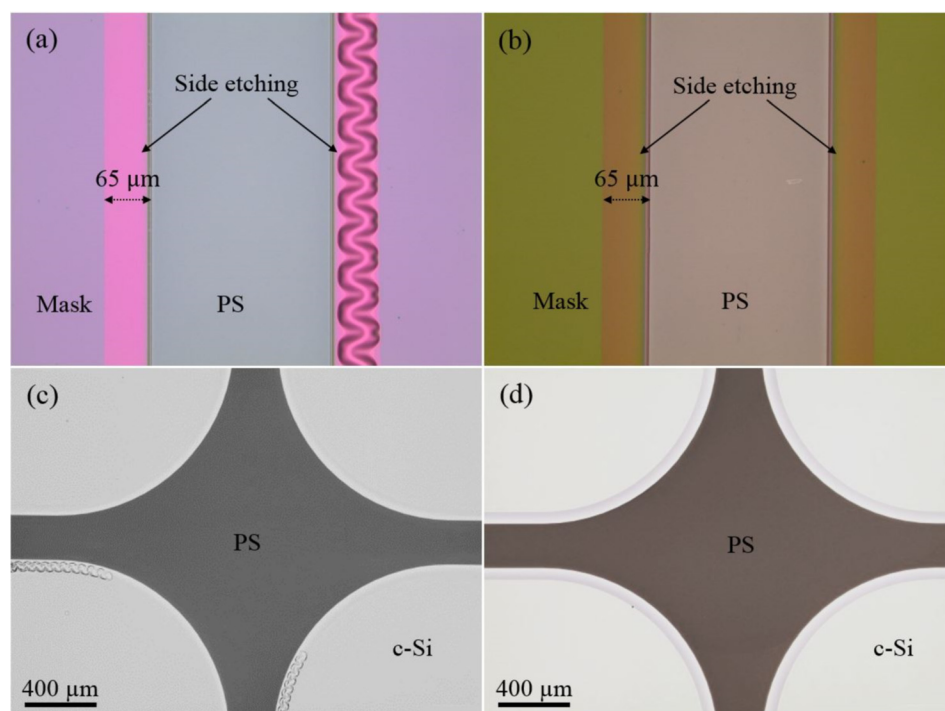 (a)
Side etching
65 μm
Mask
PS
(b)
Side etching
65 μm
Mask
PS
(c)
PS
c-Si
400 μm
(d)
PS
c-Si
400 μm